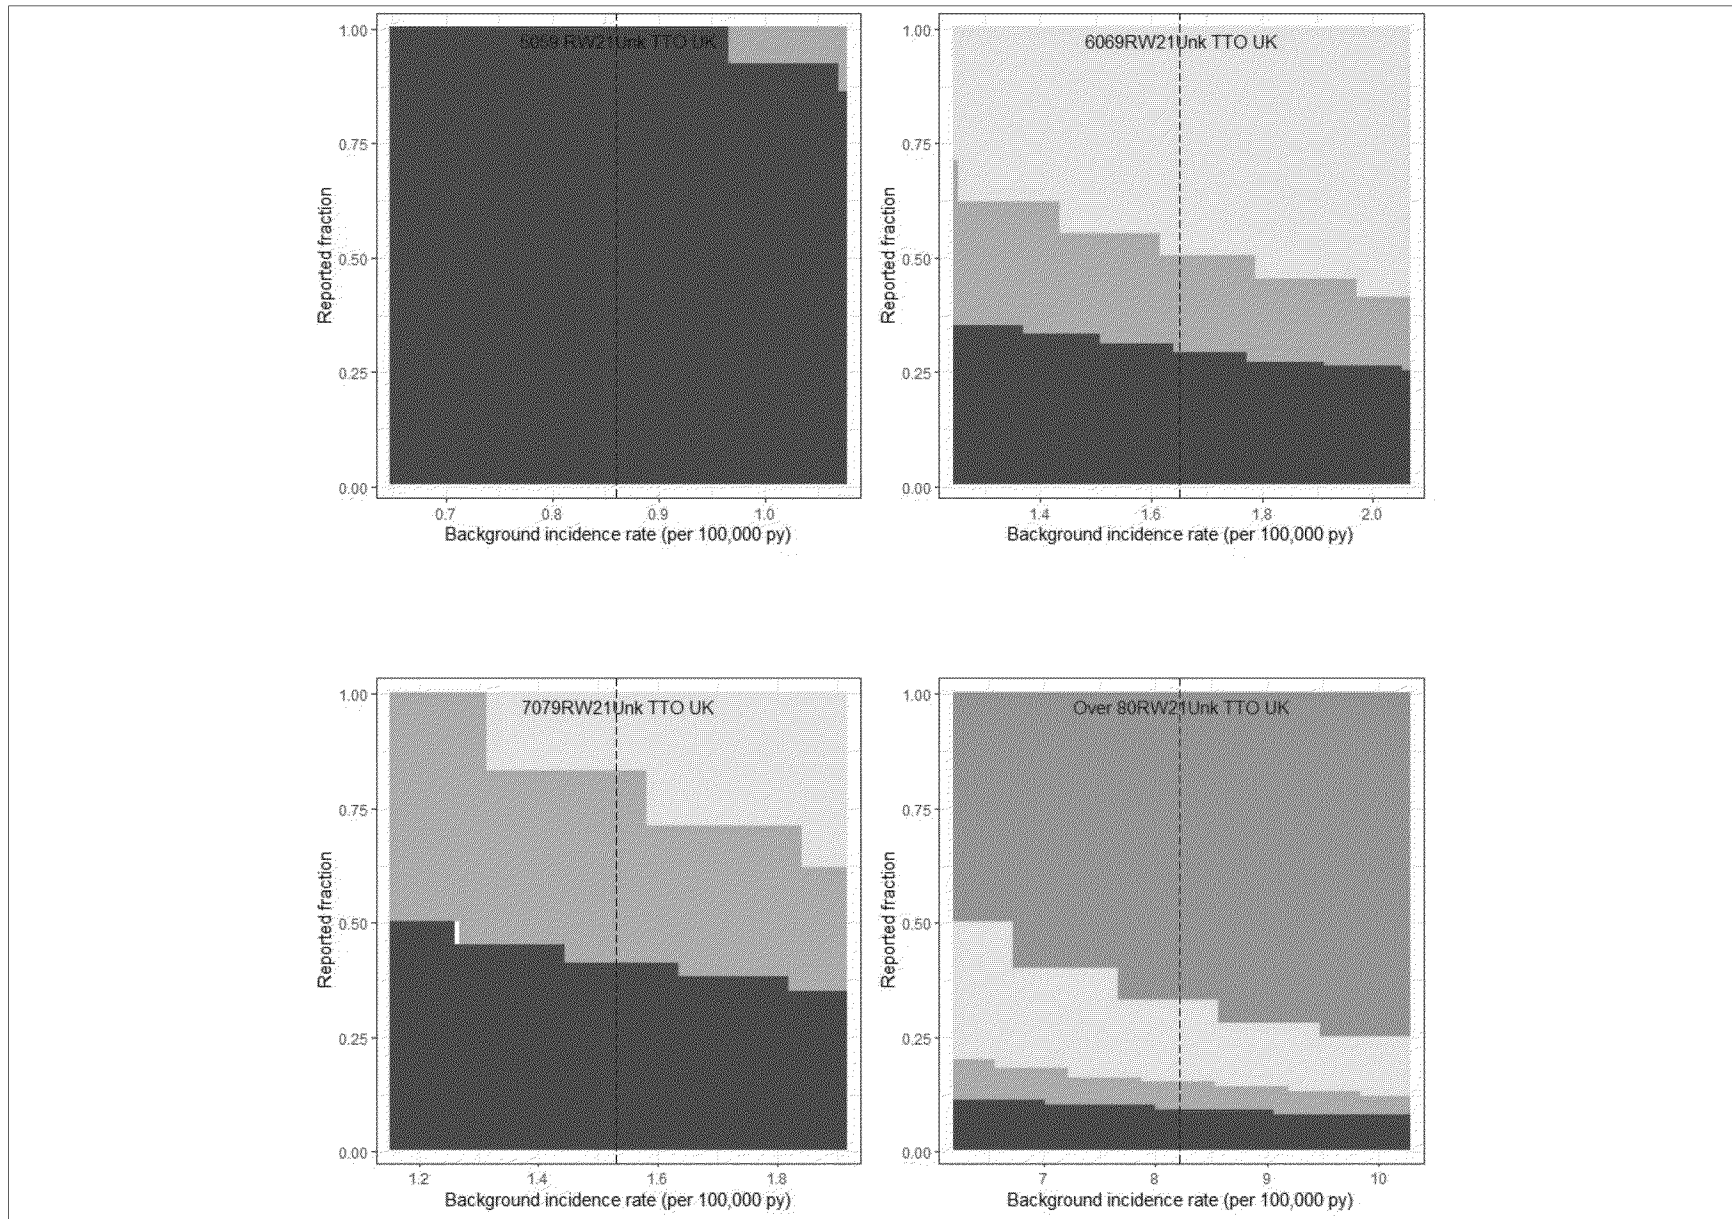 5059 RW21Unk TTO UK
1.00
0.75
0.50
0.25
0.00
Reported fraction
0.7 0.8 0.9 1.0
Background incidence rate (per 100,000 py)
6069RW21Unk TTO UK
1.00
0.75
0.50
0.25
0.00
Reported fraction
1.4 1.6 1.8 2.0
Background incidence rate (per 100,000 py)
7079RW21Unk TTO UK
1.00
0.75
0.50
0.25
0.00
Reported fraction
1.2 1.4 1.6 1.8
Background incidence rate (per 100,000 py)
Over 80RW21Unk TTO UK
1.00
0.75
0.50
0.25
0.00
Reported fraction
7 8 9 10
Background incidence rate (per 100,000 py)